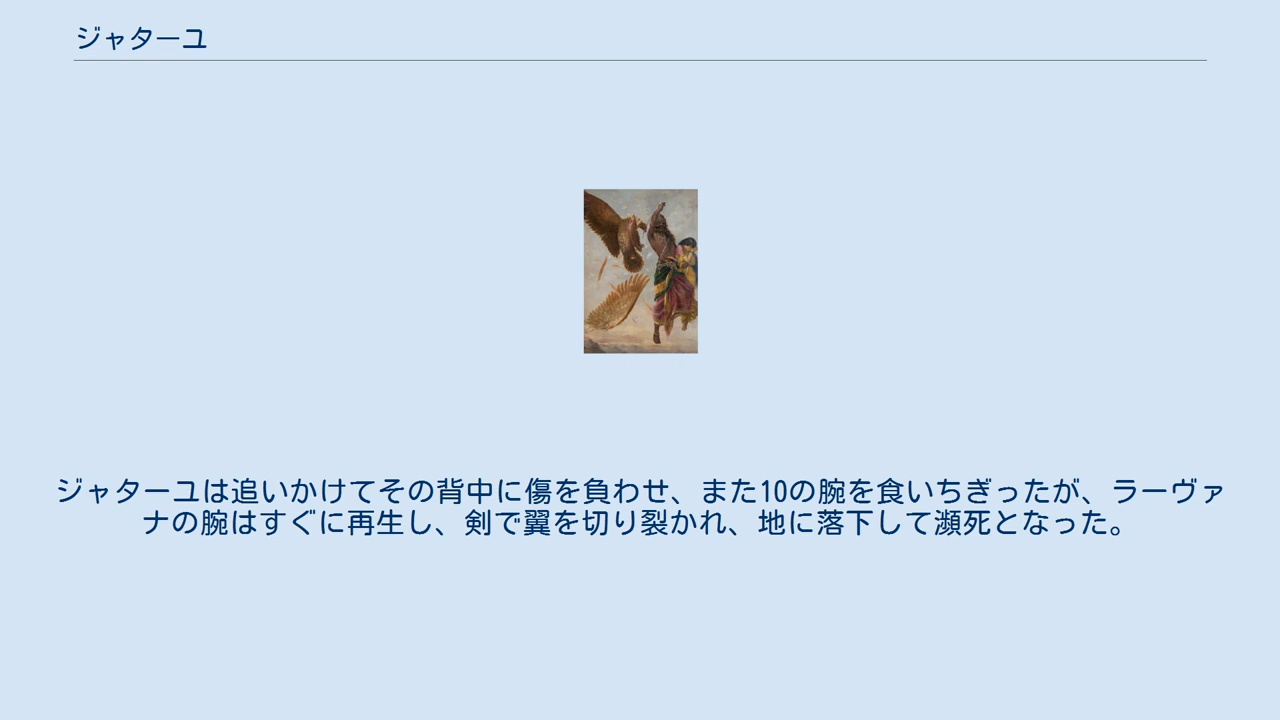 ジャターユ
ジャターユは追いかけてその背中に傷を負わせ、また10の腕を食いちぎったが、ラーヴァ
ナの腕はすぐに再生し、剣で翼を切り裂かれ、地に落下して瀕死となった。